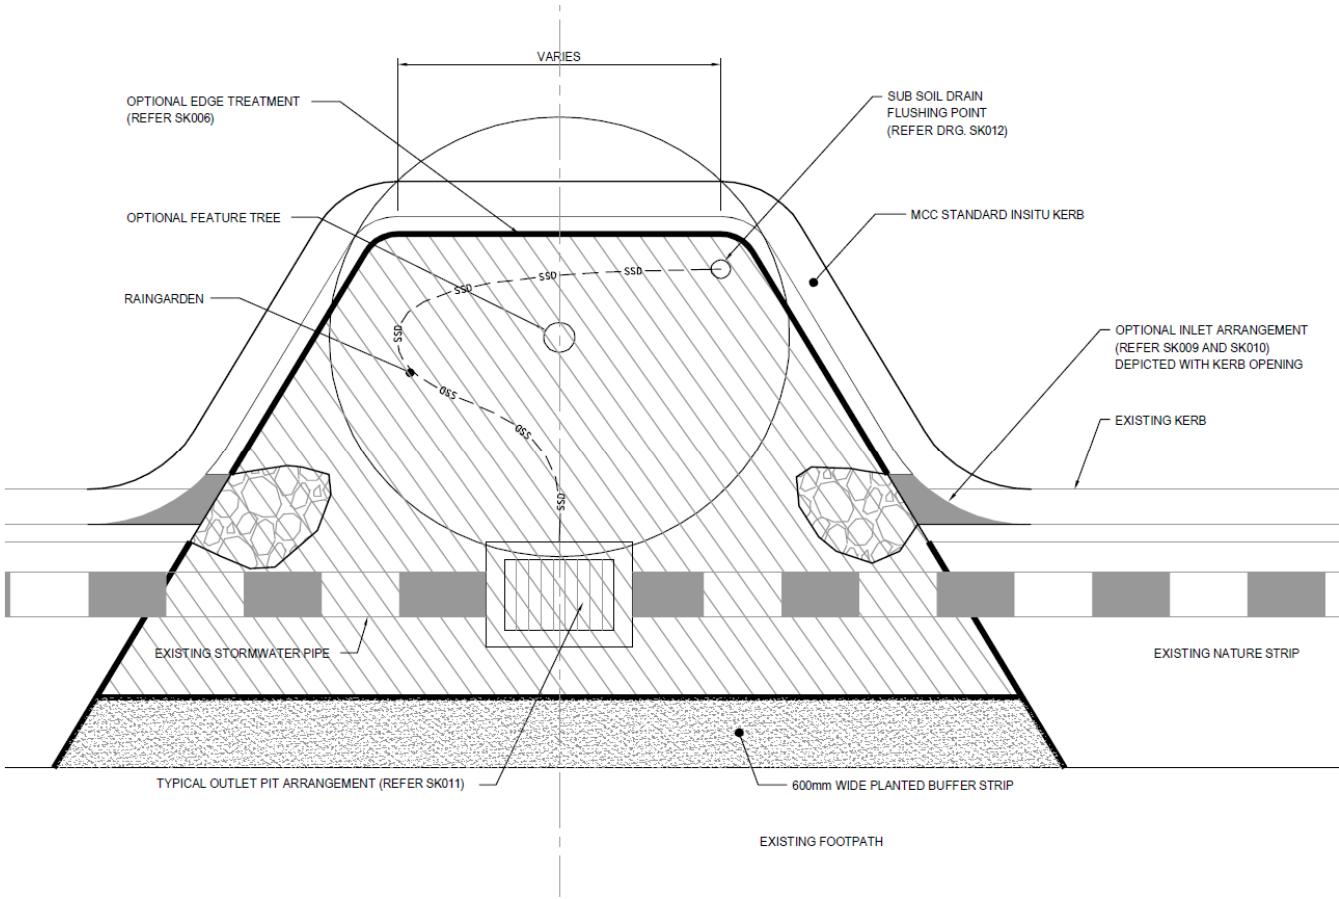 VARIES
OPTIONAL EDGE TREATMENT
(REFER SK006)
SUB SOIL DRAIN
FLUSHING POINT
(REFER DRG. SK012)
OPTIONAL FEATURE TREE
MCC STANDARD INSITU KERB
RAINGARDEN
SSD
SSD
SSD
SSD
SSD
SSD
SSD
OPTIONAL INLET ARRANGEMENT
(REFER SK009 AND SK010)
DEPICTED WITH KERB OPENING
EXISTING KERB
EXISTING STORMWATER PIPE
EXISTING NATURE STRIP
TYPICAL OUTLET PIT ARRANGEMENT (REFER SK011)
600mm WIDE PLANTED BUFFER STRIP
EXISTING FOOTPATH